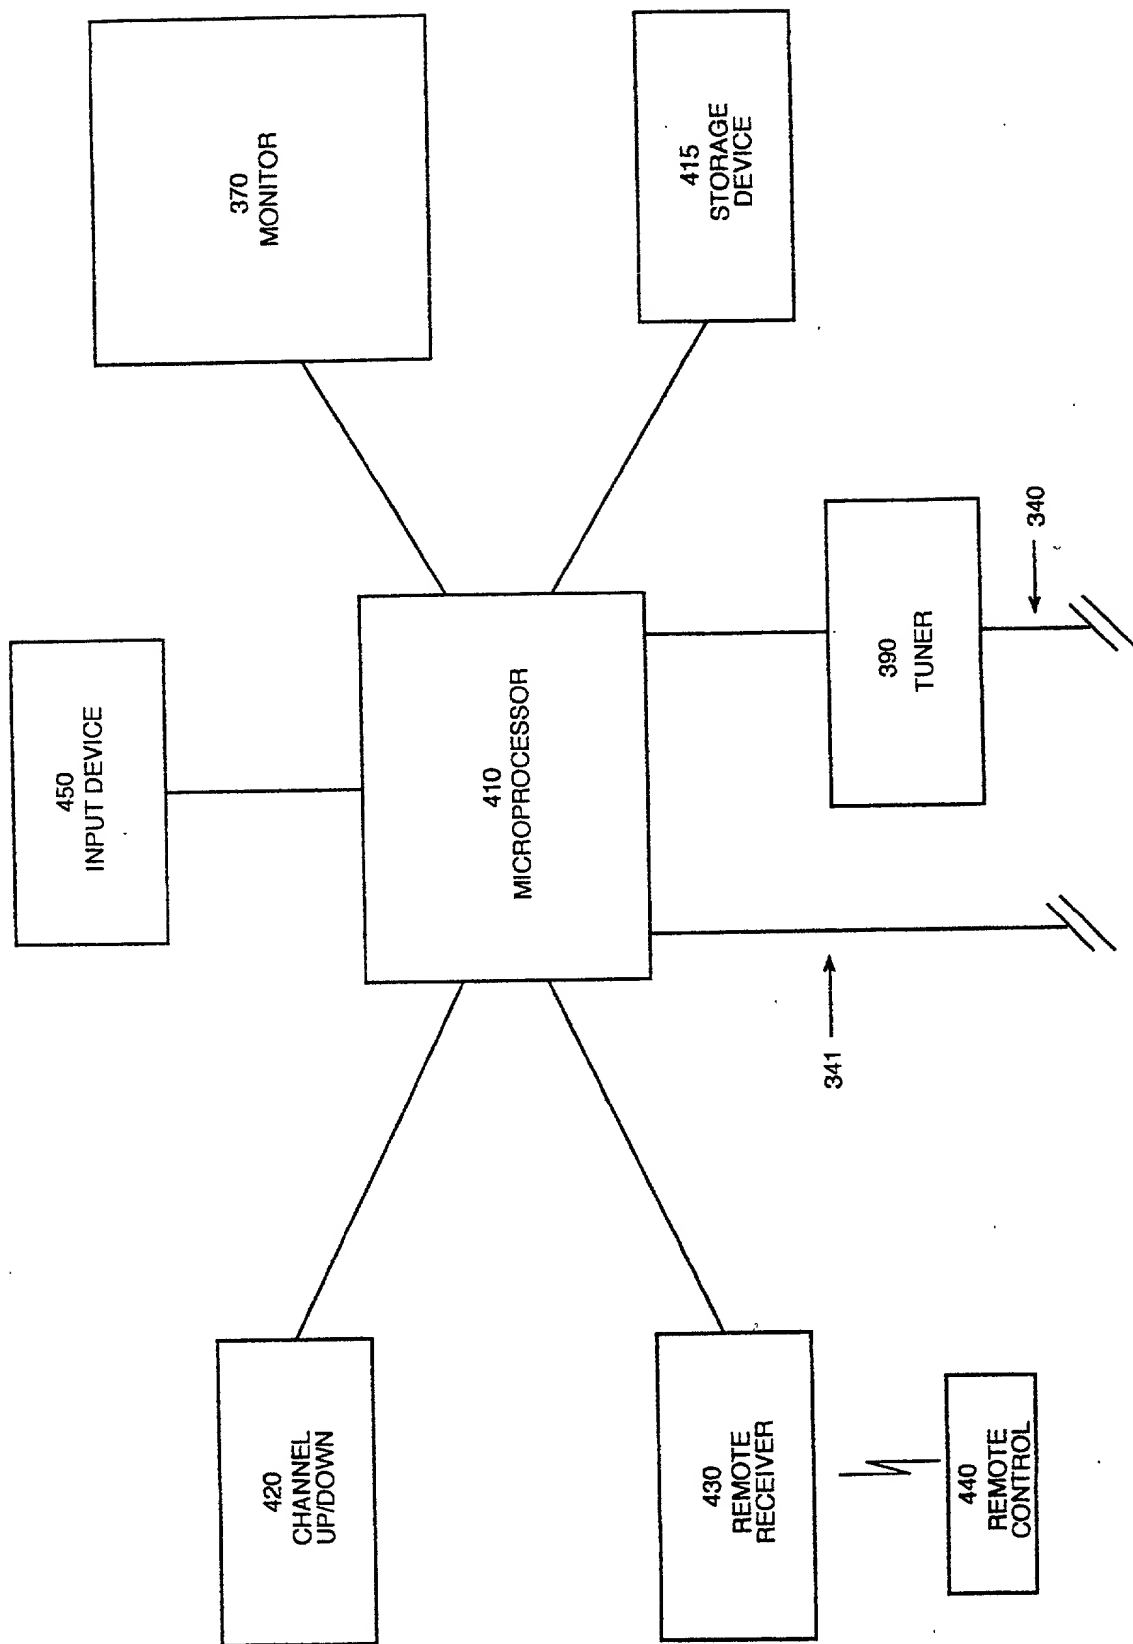 450
INPUT DEVICE
420
CHANNEL
UP/DOWN
370
MONITOR
410
MICROPROCESSOR
430
REMOTE
RECEIVER
415
STORAGE
DEVICE
341
390
TUNER
440
REMOTE
CONTROL
340